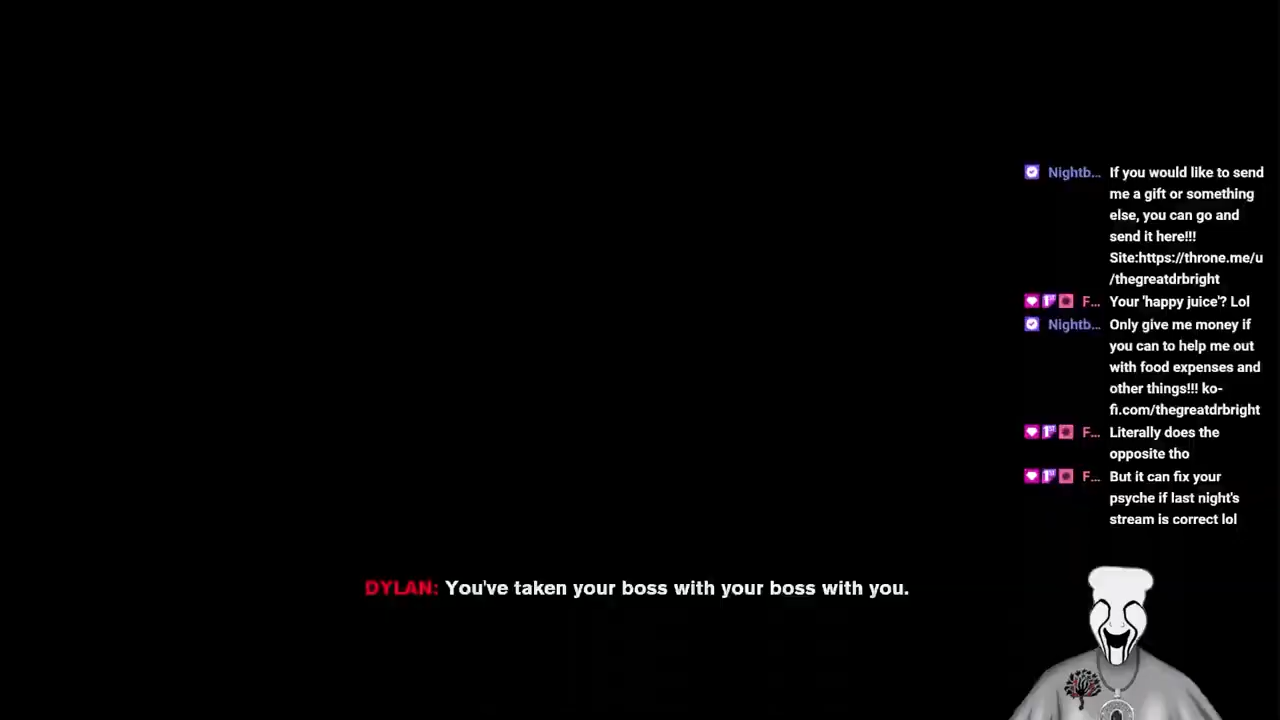 Nightb... If you would like to send
me a gift or something
else, you can go and
send it here!!!
Site:https://throne.me/u
/thegreatdrbright
F... Your 'happy juice'? Lol
Nightb... Only give me money if
you can to help me out
with food expenses and
other things!!! ko-
fi.com/thegreatdrbright
F... Literally does the
opposite tho
F... But it can fix your
psyche if last night's
stream is correct lol
DYLAN: You've taken your boss with your boss with you.